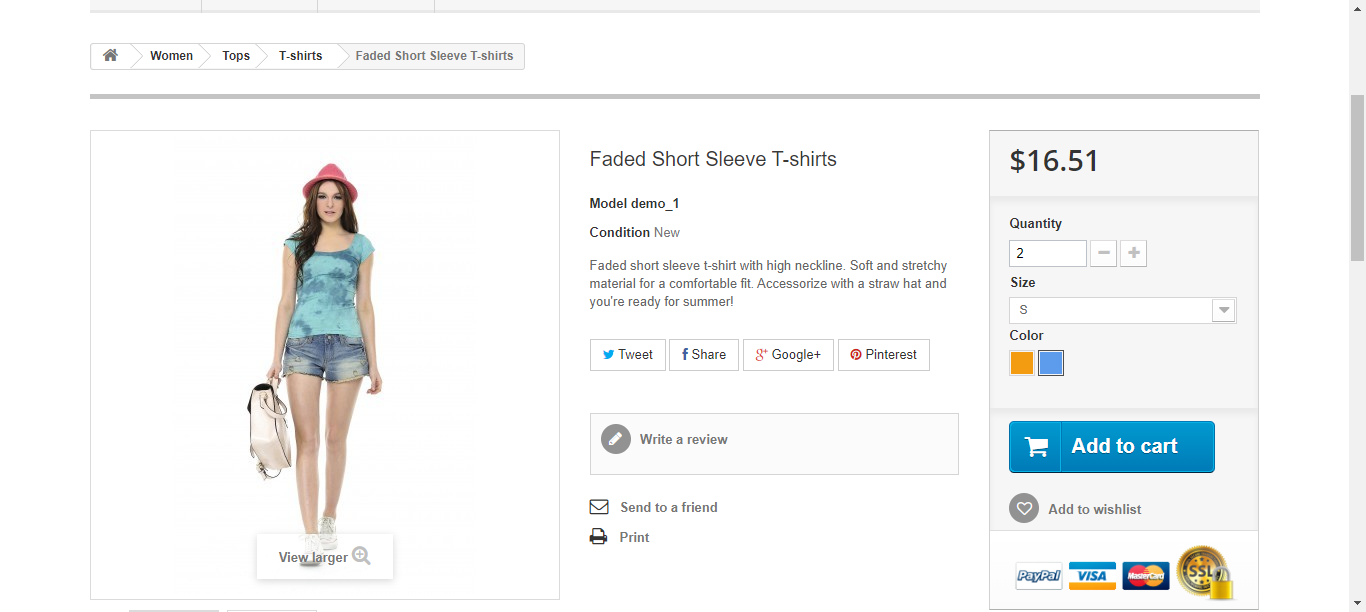 Women
Tops
T-shirts
Faded Short Sleeve T-shirts
Faded Short Sleeve T-shirts
Model demo_1
Condition New
Faded short sleeve t-shirt with high neckline. Soft and stretchy
material for a comfortable fit. Accessorize with a straw hat and
you're ready for summer!
Tweet
Share
Google+
Pinterest
Write a review
Send to a friend
Print
View larger
$16.51
Quantity
2
Size
S
Color
Add to cart
Add to wishlist
PayPal
VISA
MasterCard
SSL